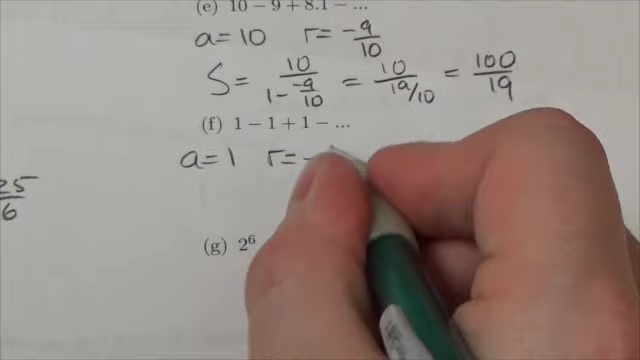 (e) 10 − 9 + 8.1 − ...
a = 10 r = -9/10
S = 10/(1 - -9/10) = 10/(19/10) = 100/19
(f) 1 − 1 + 1 − ...
a = 1 r = -
25/6
(g) 2⁶